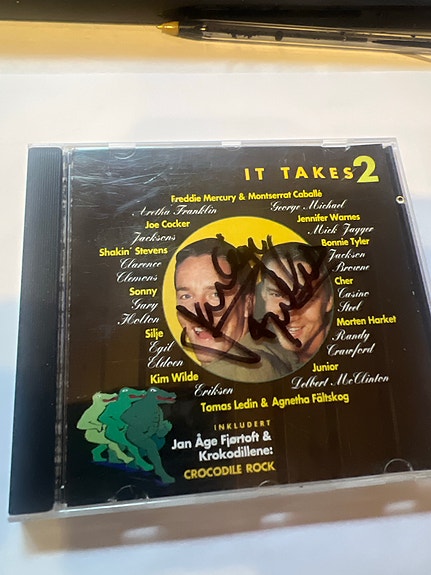 IT TAKES 2
Freddie Mercury & Montserrat Caballé
Aretha Franklin George Michael
Joe Cocker Jennifer Warnes
Jacksons Mick Jagger
Shakin' Stevens Bonnie Tyler
Clarence Jackson
Clemons Browne
Sonny Cher
Gary Casino
Holton Steel
Silje Morten Harket
Egil Randy
Eldøen Crawford
Kim Wilde Junior
Eriksen Delbert McClinton
Tomas Ledin & Agnetha Fältskog
INKLUDERT
Jan Åge Fjørtoft &
Krokodillene:
CROCODILE ROCK